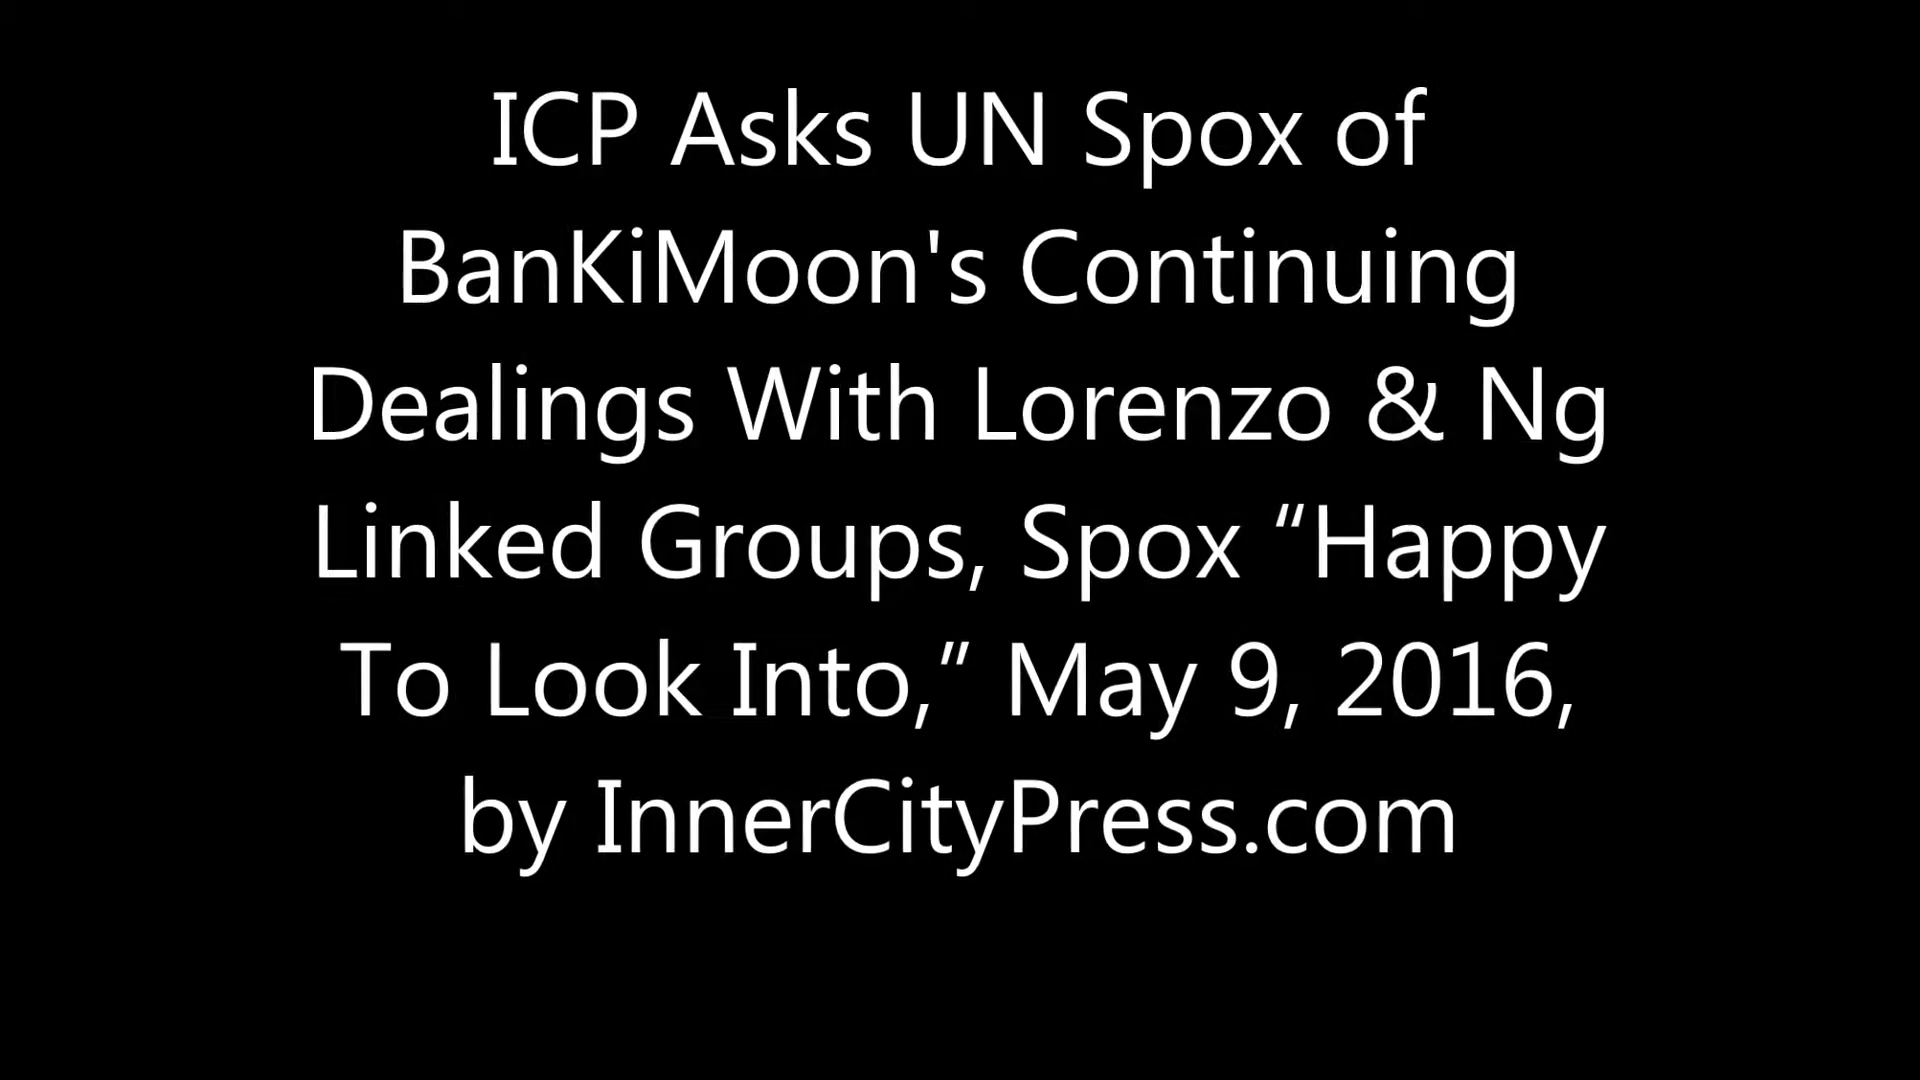 ICP Asks UN Spox of
BanKiMoon's Continuing
Dealings With Lorenzo & Ng
Linked Groups, Spox “Happy
To Look Into,” May 9, 2016,
by InnerCityPress.com